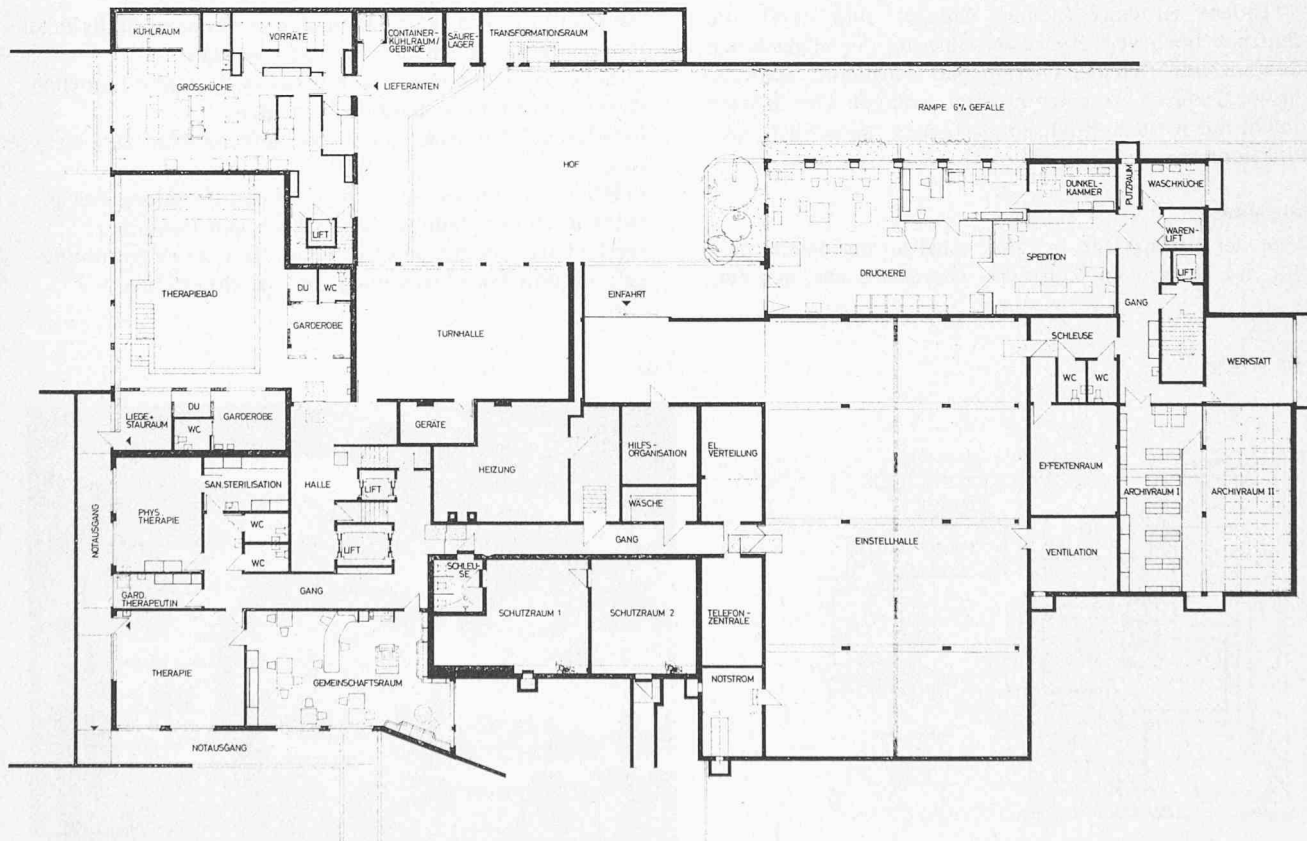 KÜHLRAUM
VORRÄTE
CONTAINER-
KÜHLRAUM/
GEBINDE
SÄURE-
LAGER
TRANSFORMATIONSRAUM
GROSSKÜCHE
LIEFERANTEN
RAMPE 6% GEFÄLLE
HOF
LIFT
DUNKEL-
KAMMER
PUTZRAUM
WASCHKÜCHE
WAREN-
LIFT
LIFT
SPEDITION
DRUCKEREI
GANG
THERAPIEBAD
DU
WC
GARDEROBE
EINFAHRT
TURNHALLE
SCHLEUSE
WC
WC
WERKSTATT
LIEGE +
STAURAUM
DU
WC
GARDEROBE
GERÄTE
HEIZUNG
HILFS-
ORGANISATION
EL.
VERTEILUNG
EFFEKTENRAUM
ARCHIVRAUM I
ARCHIVRAUM II
NOTAUSGANG
PHYS.
THERAPIE
SAN. STERILISATION
HALLE
LIFT
WÄSCHE
WC
WC
LIFT
GANG
EINSTELLHALLE
VENTILATION
GARD.
THERAPEUTIN
GANG
SCHLEU-
SE
SCHUTZRAUM 1
SCHUTZRAUM 2
TELEFON-
ZENTRALE
THERAPIE
GEMEINSCHAFTSRAUM
NOTSTROM
NOTAUSGANG